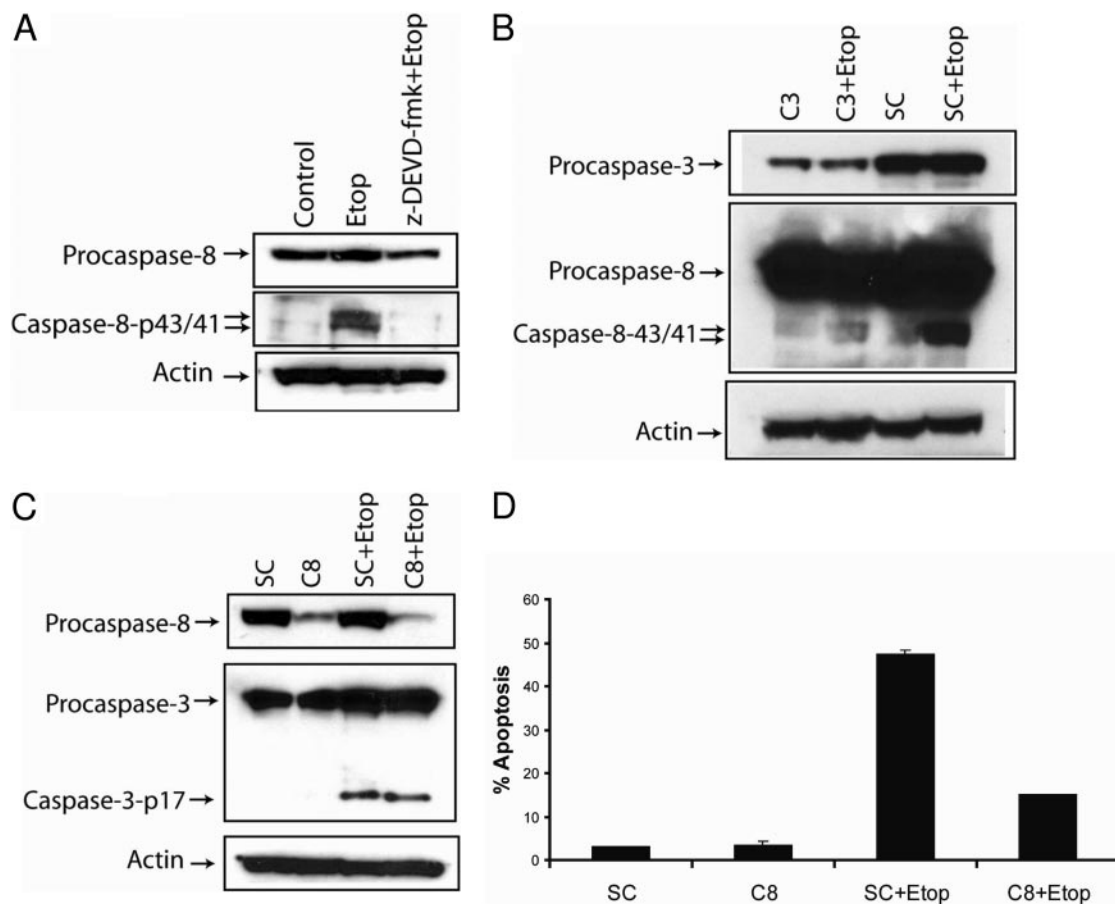 A
Control
Etop
z-DEVD-fmk+Etop
Procaspase-8
Caspase-8-p43/41
Actin
B
C3
C3+Etop
SC
SC+Etop
Procaspase-3
Procaspase-8
Caspase-8-43/41
Actin
C
SC
C8
SC+Etop
C8+Etop
Procaspase-8
Procaspase-3
Caspase-3-p17
Actin
D
% Apoptosis
60
50
40
30
20
10
0
SC
C8
SC+Etop
C8+Etop